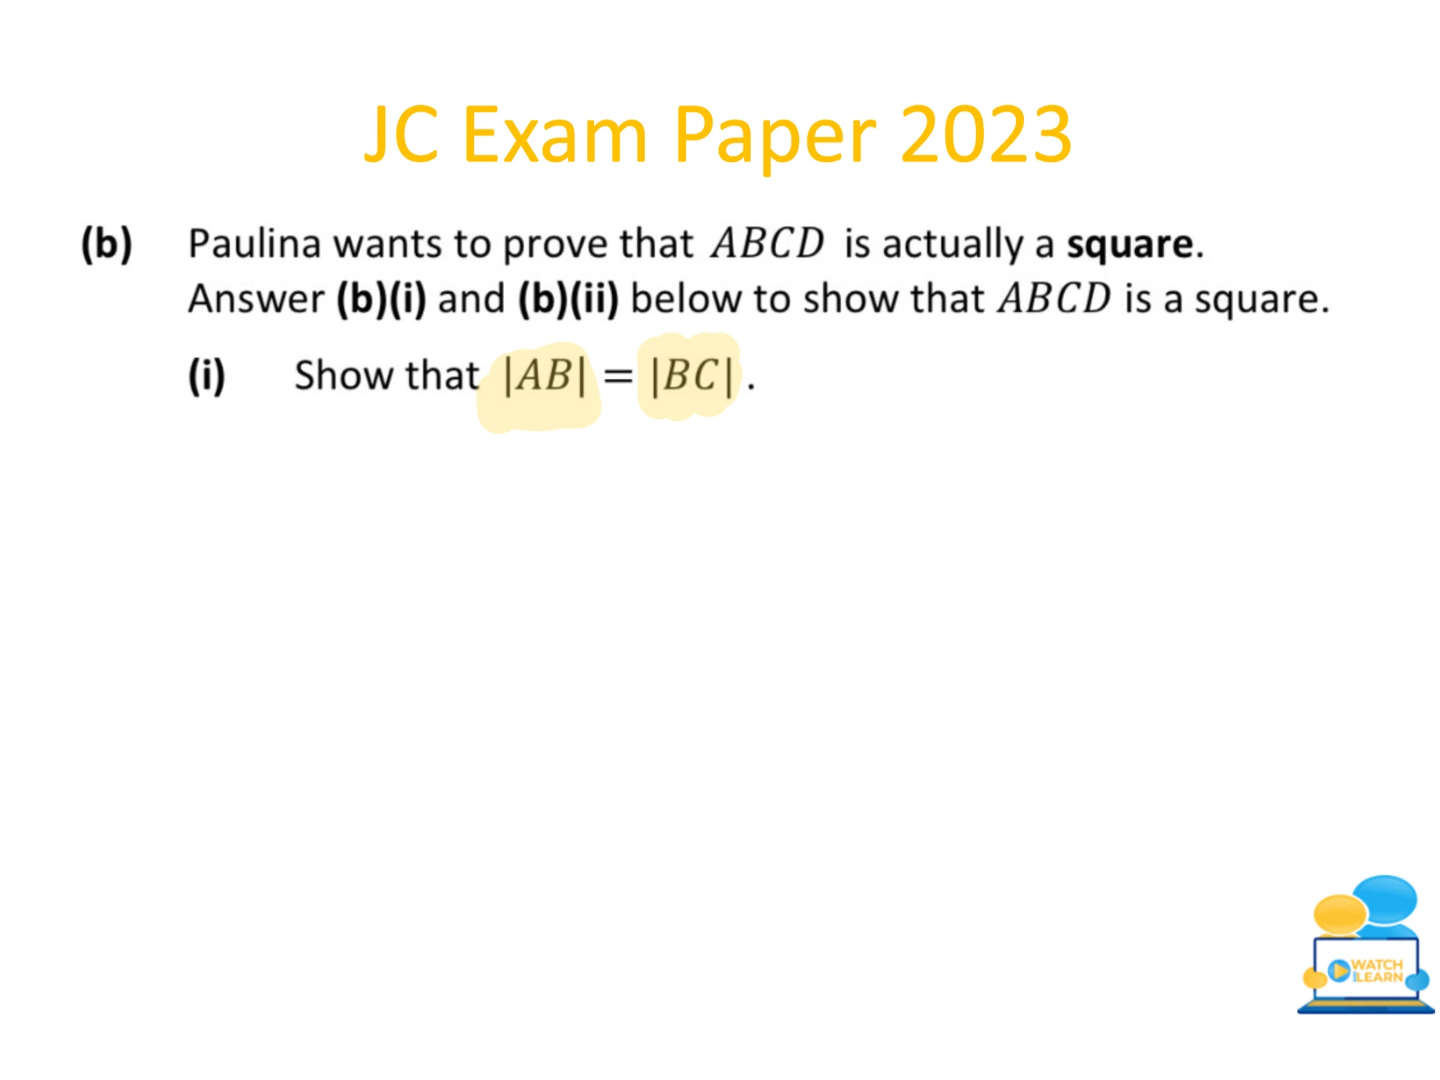 JC Exam Paper 2023
(b) Paulina wants to prove that ABCD is actually a square.
Answer (b)(i) and (b)(ii) below to show that ABCD is a square.
(i) Show that |AB| = |BC|.
WATCH
LEARN